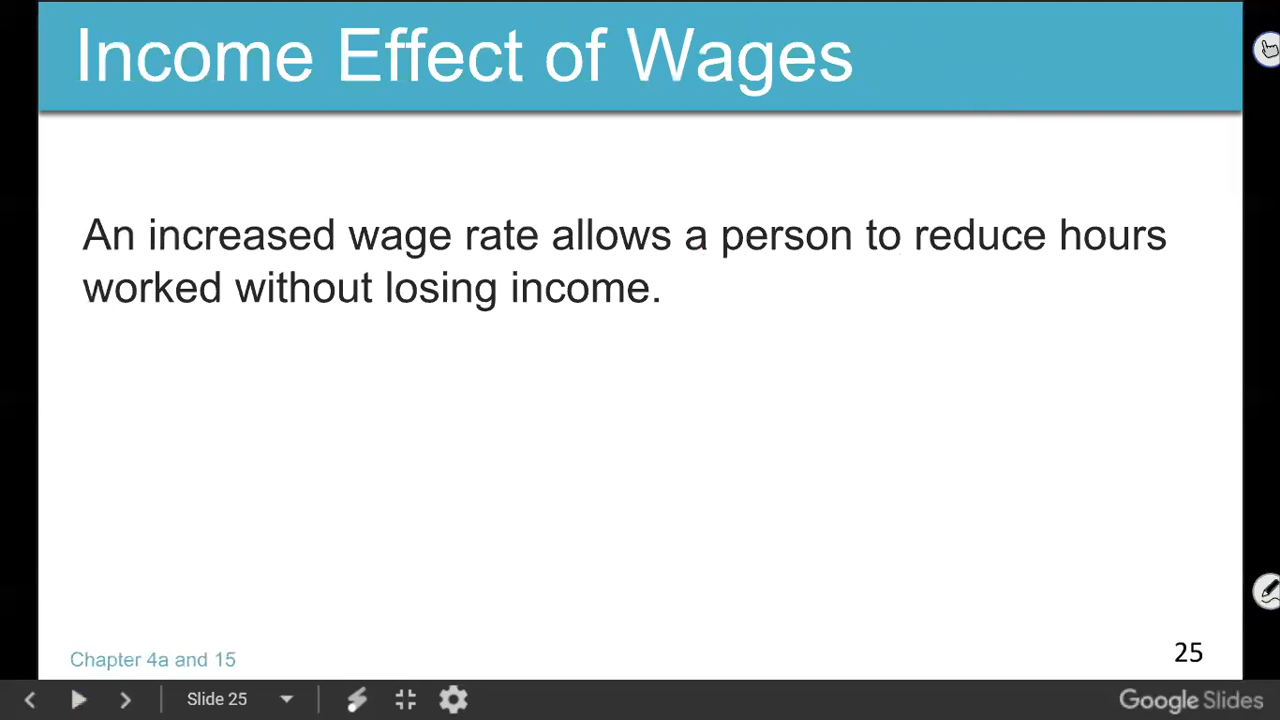 Income Effect of Wages
An increased wage rate allows a person to reduce hours
worked without losing income.
Chapter 4a and 15
25
Slide 25
Google Slides